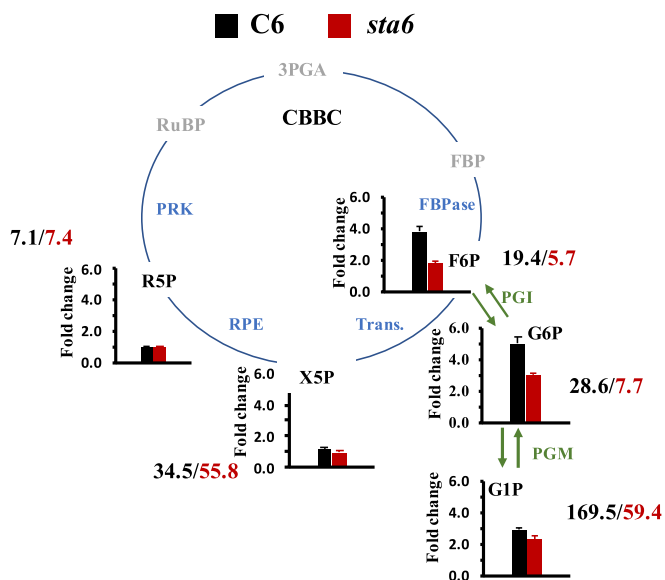 C6 sta6
3PGA
CBBC
RuBP
FBP
PRK
FBPase
7.1/7.4
Fold change
6.0
4.0
2.0
0.0
R5P
Fold change
6.0
4.0
2.0
0.0
F6P
19.4/5.7
PGI
RPE
Trans.
Fold change
6.0
4.0
2.0
0.0
X5P
34.5/55.8
Fold change
6.0
4.0
2.0
0.0
G6P
28.6/7.7
PGM
Fold change
6.0
4.0
2.0
0.0
G1P
169.5/59.4